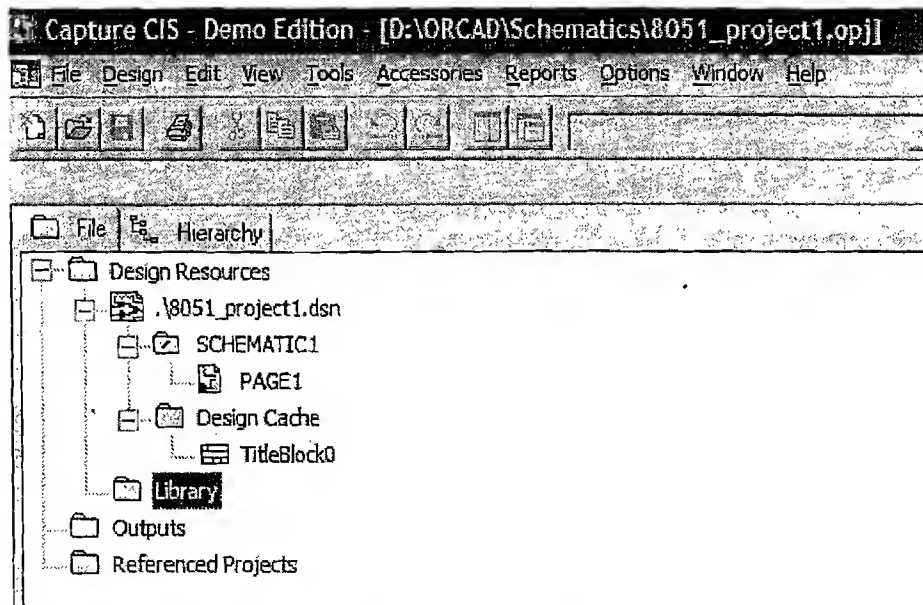 Capture CIS - Demo Edition - [D:\ORCAD\Schematics\8051_project1.opj]
File Design Edit View Tools Accessories Reports Options Window Help
File Hierarchy
Design Resources
.\8051_project1.dsn
SCHEMATIC1
PAGE1
Design Cache
TitleBlock0
Library
Outputs
Referenced Projects